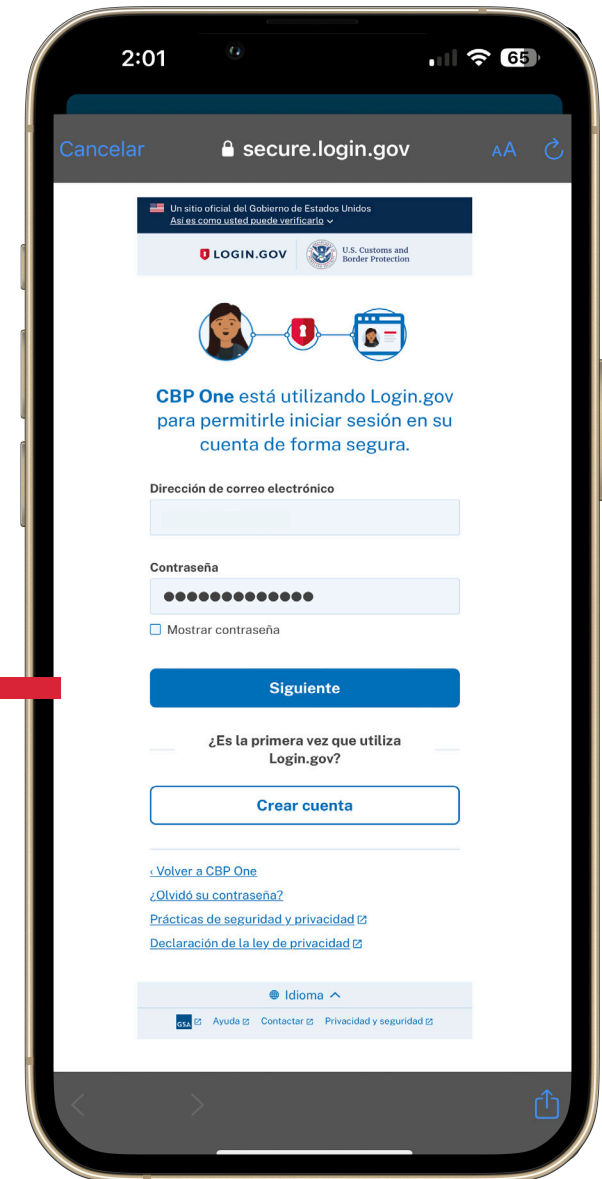 2:01
65
Cancelar
secure.login.gov
AA
Un sitio oficial del Gobierno de Estados Unidos
Así es como usted puede verificarlo
LOGIN.GOV
U.S. Customs and
Border Protection
CBP One está utilizando Login.gov
para permitirle iniciar sesión en su
cuenta de forma segura.
Dirección de correo electrónico
Contraseña
●●●●●●●●●●●●●
Mostrar contraseña
Siguiente
¿Es la primera vez que utiliza
Login.gov?
Crear cuenta
‹ Volver a CBP One
¿Olvidó su contraseña?
Prácticas de seguridad y privacidad
Declaración de la ley de privacidad
Idioma
GSA Ayuda Contactar Privacidad y seguridad